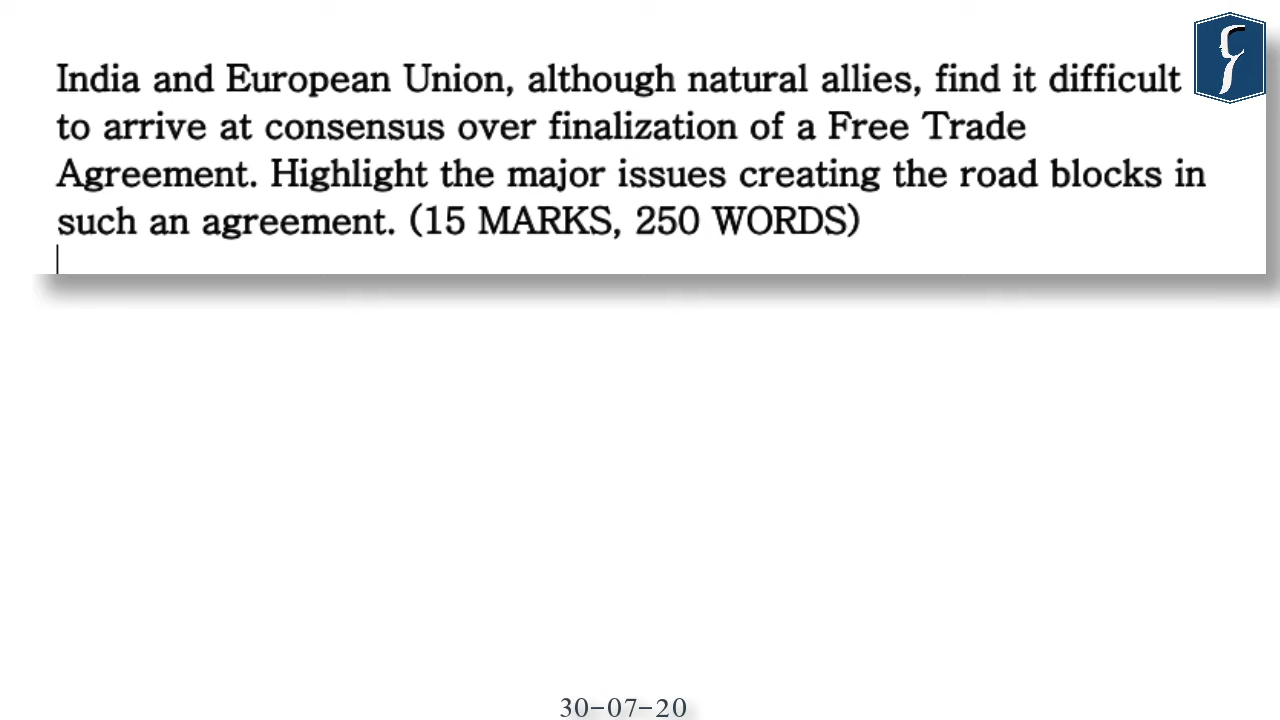 India and European Union, although natural allies, find it difficult
to arrive at consensus over finalization of a Free Trade
Agreement. Highlight the major issues creating the road blocks in
such an agreement. (15 MARKS, 250 WORDS)
30-07-20